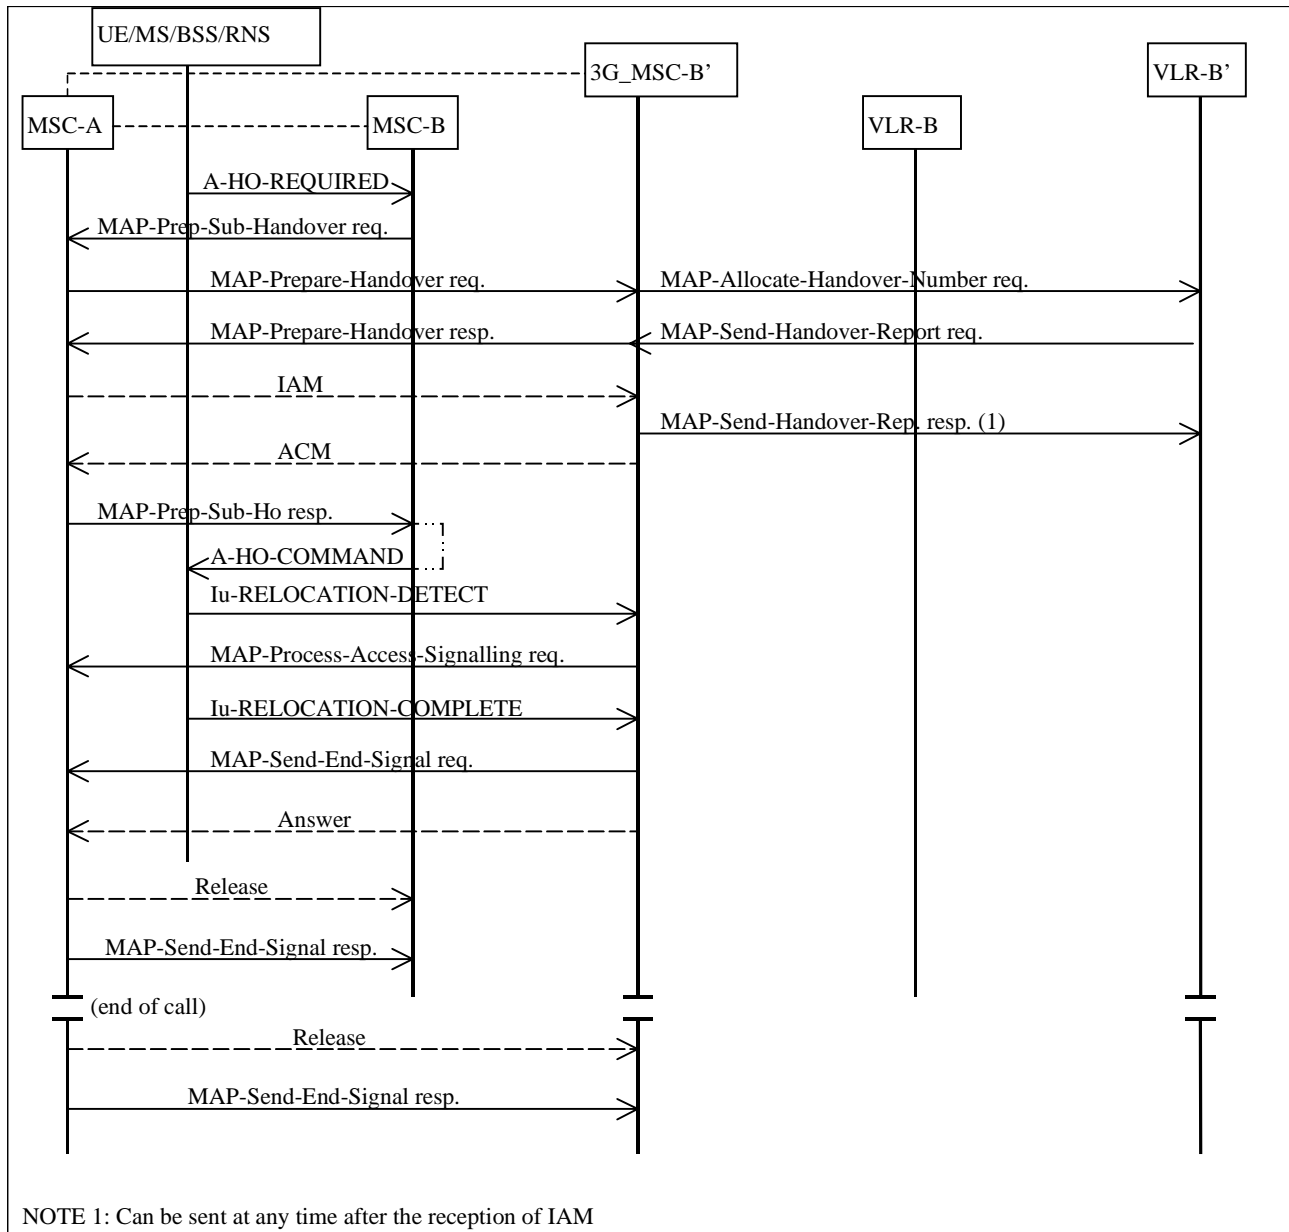 UE/MS/BSS/RNS
3G_MSC-B’
VLR-B’
MSC-A
MSC-B
VLR-B
A-HO-REQUIRED
MAP-Prep-Sub-Handover req.
MAP-Prepare-Handover req.
MAP-Allocate-Handover-Number req.
MAP-Prepare-Handover resp.
MAP-Send-Handover-Report req.
IAM
MAP-Send-Handover-Rep. resp. (1)
ACM
MAP-Prep-Sub-Ho resp.
A-HO-COMMAND
Iu-RELOCATION-DETECT
MAP-Process-Access-Signalling req.
Iu-RELOCATION-COMPLETE
MAP-Send-End-Signal req.
Answer
Release
MAP-Send-End-Signal resp.
(end of call)
Release
MAP-Send-End-Signal resp.
NOTE 1: Can be sent at any time after the reception of IAM